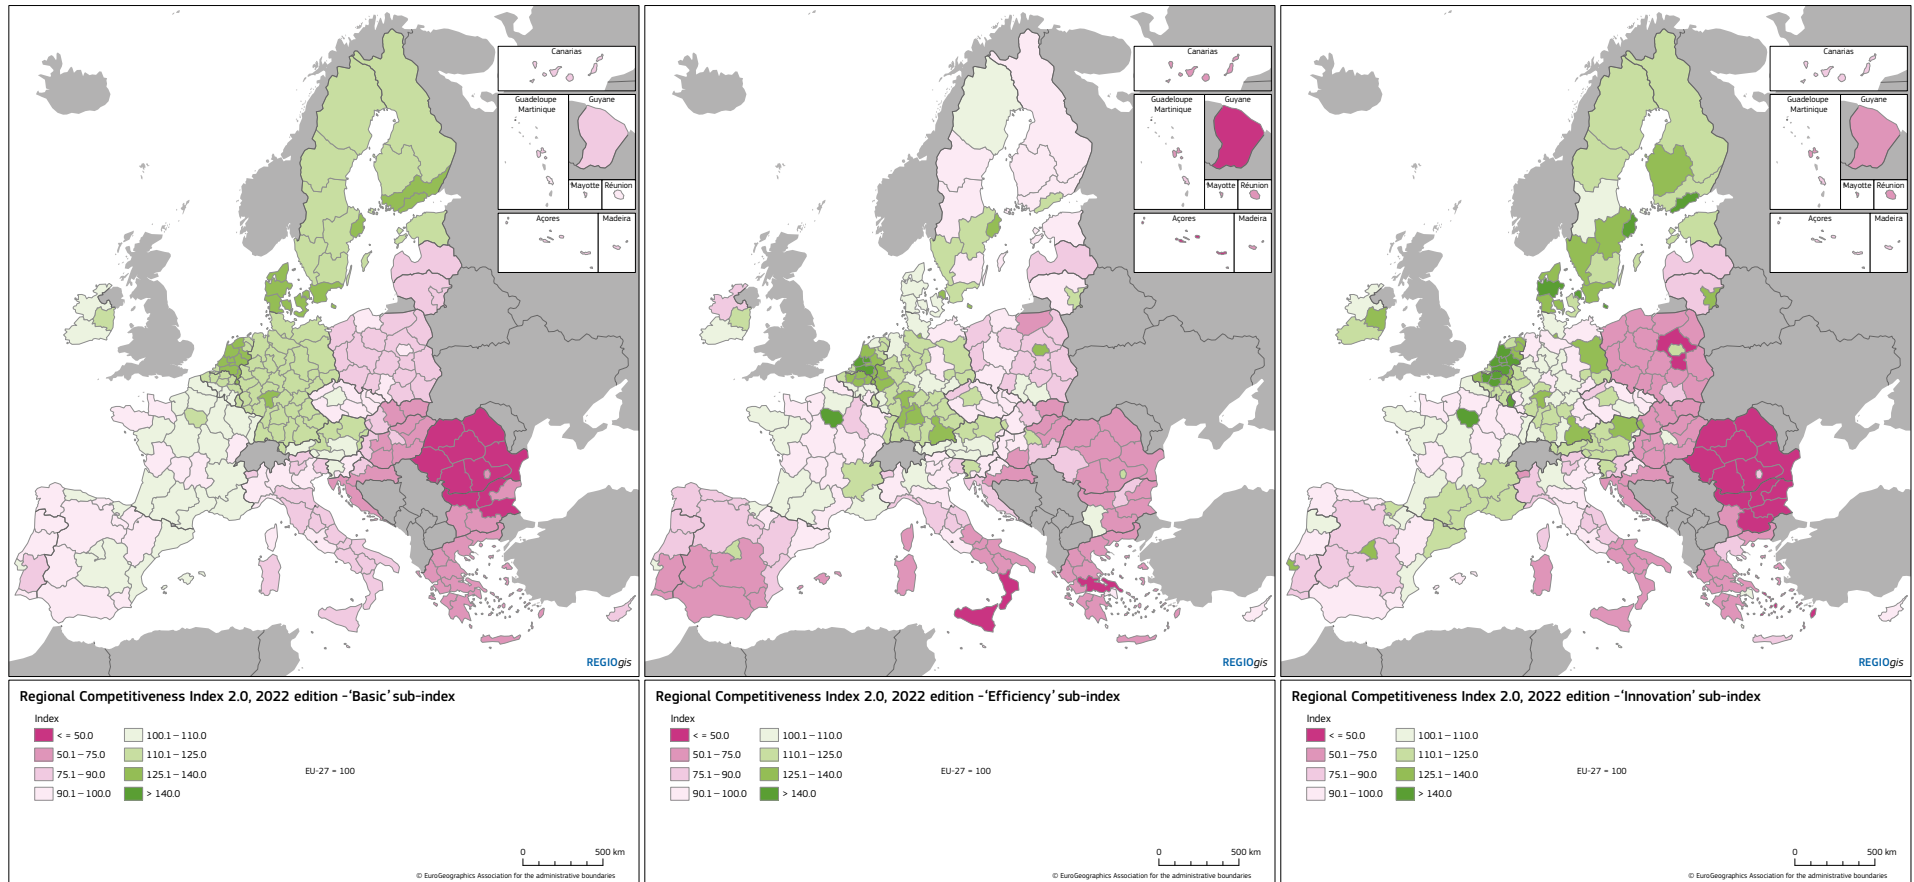 Canarias
Guadeloupe
Martinique
Guyane
Mayotte
Réunion
Açores
Madeira
REGIOgis
Regional Competitiveness Index 2.0, 2022 edition -‘Basic’ sub-index
Index
< = 50.0
50.1 – 75.0
75.1 – 90.0
90.1 – 100.0
100.1 – 110.0
110.1 – 125.0
125.1 – 140.0
> 140.0
EU-27 = 100
0 500 km
© EuroGeographics Association for the administrative boundaries
Canarias
Guadeloupe
Martinique
Guyane
Mayotte
Réunion
Açores
Madeira
REGIOgis
Regional Competitiveness Index 2.0, 2022 edition -‘Efficiency’ sub-index
Index
< = 50.0
50.1 – 75.0
75.1 – 90.0
90.1 – 100.0
100.1 – 110.0
110.1 – 125.0
125.1 – 140.0
> 140.0
EU-27 = 100
0 500 km
© EuroGeographics Association for the administrative boundaries
Canarias
Guadeloupe
Martinique
Guyane
Mayotte
Réunion
Açores
Madeira
REGIOgis
Regional Competitiveness Index 2.0, 2022 edition -‘Innovation’ sub-index
Index
< = 50.0
50.1 – 75.0
75.1 – 90.0
90.1 – 100.0
100.1 – 110.0
110.1 – 125.0
125.1 – 140.0
> 140.0
EU-27 = 100
0 500 km
© EuroGeographics Association for the administrative boundaries